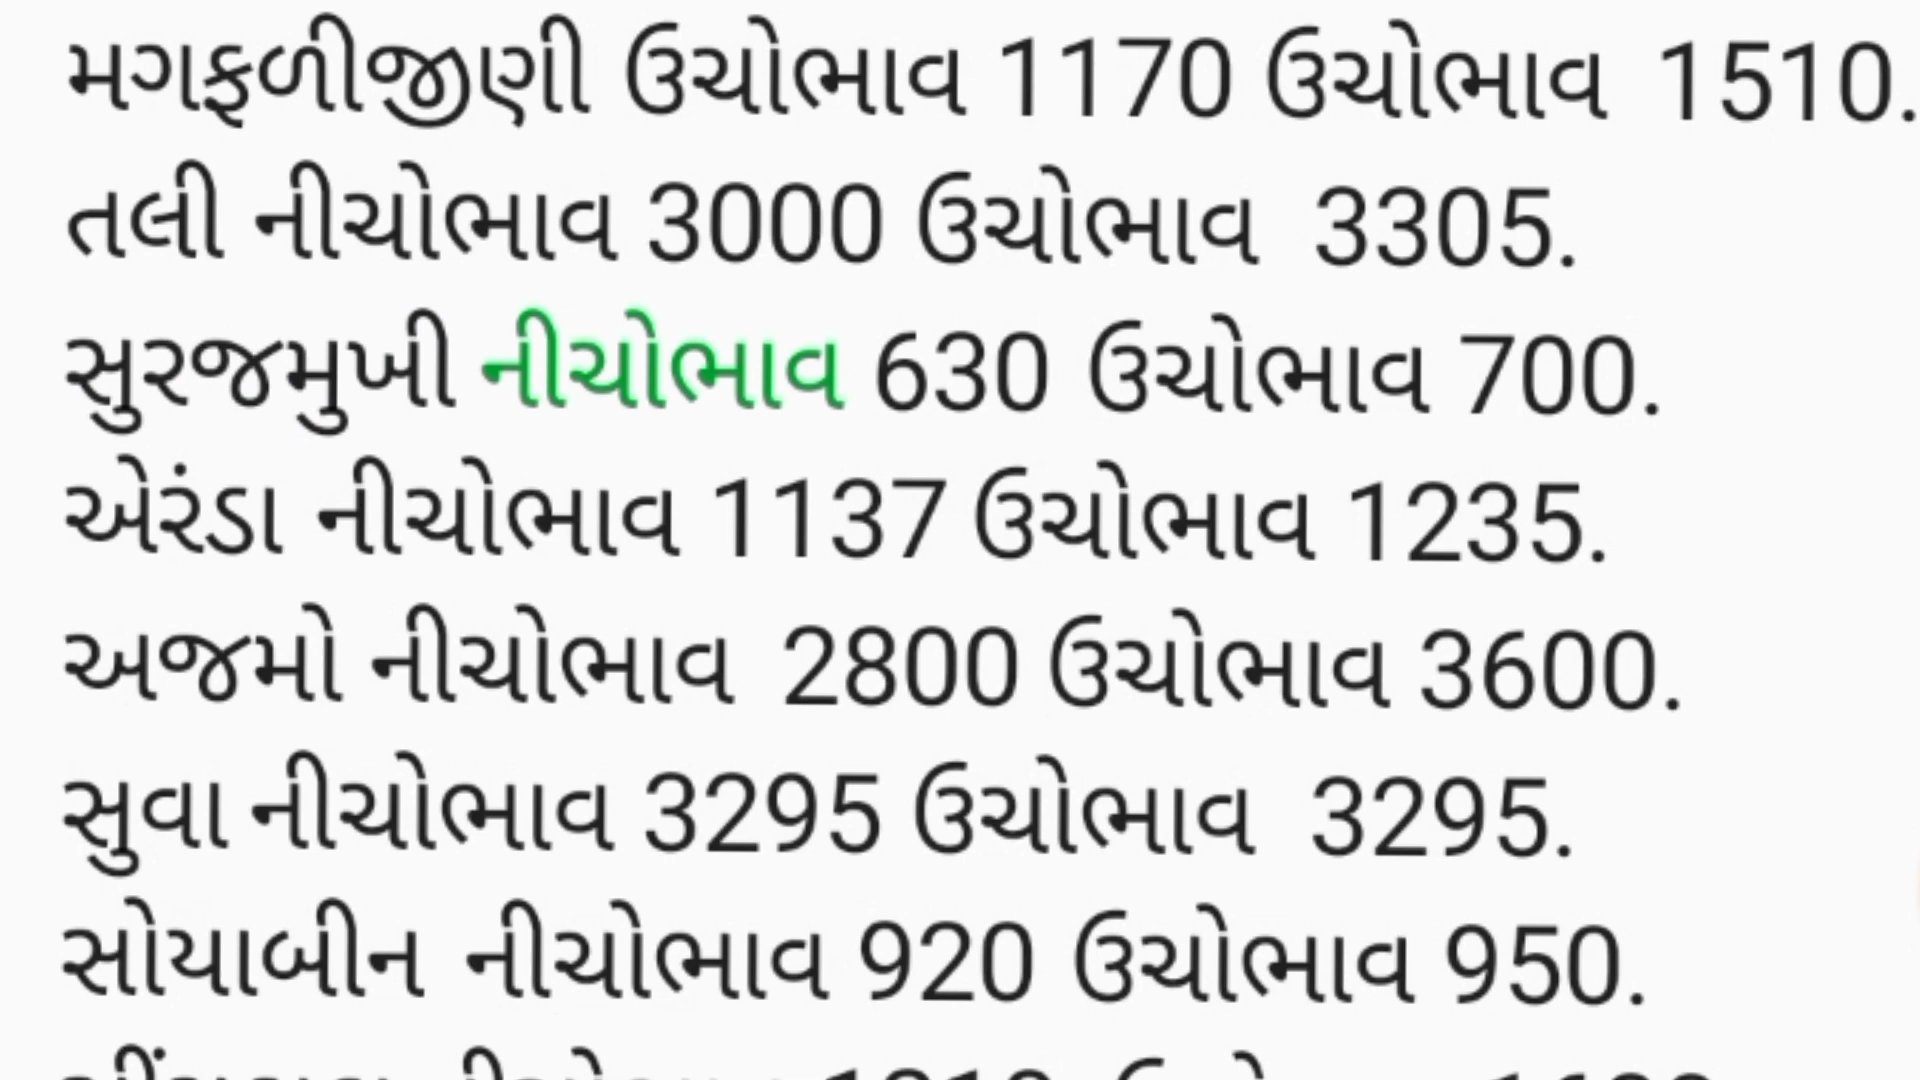 મગફળીજીણી ઉચોભાવ 1170 ઉચોભાવ 1510.
તલી નીચોભાવ 3000 ઉચોભાવ 3305.
સુરજમુખી નીચોભાવ 630 ઉચોભાવ 700.
એરંડા નીચોભાવ 1137 ઉચોભાવ 1235.
અજમો નીચોભાવ 2800 ઉચોભાવ 3600.
સુવા નીચોભાવ 3295 ઉચોભાવ 3295.
સોયાબીન નીચોભાવ 920 ઉચોભાવ 950.